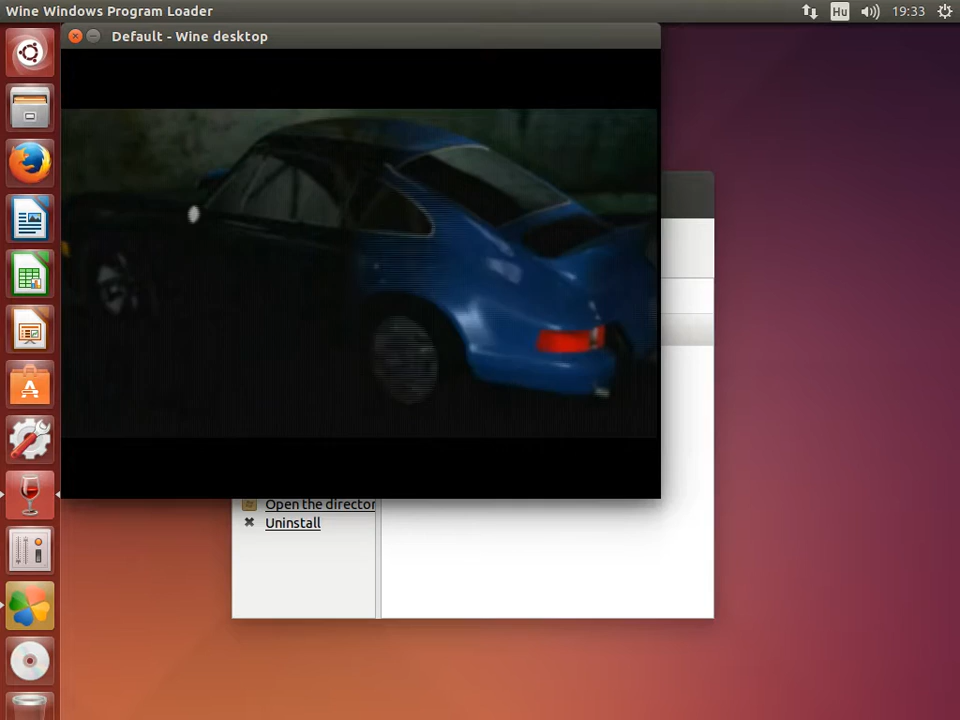 Wine Windows Program Loader
Hu
19:33
Default - Wine desktop
Open the director
Uninstall